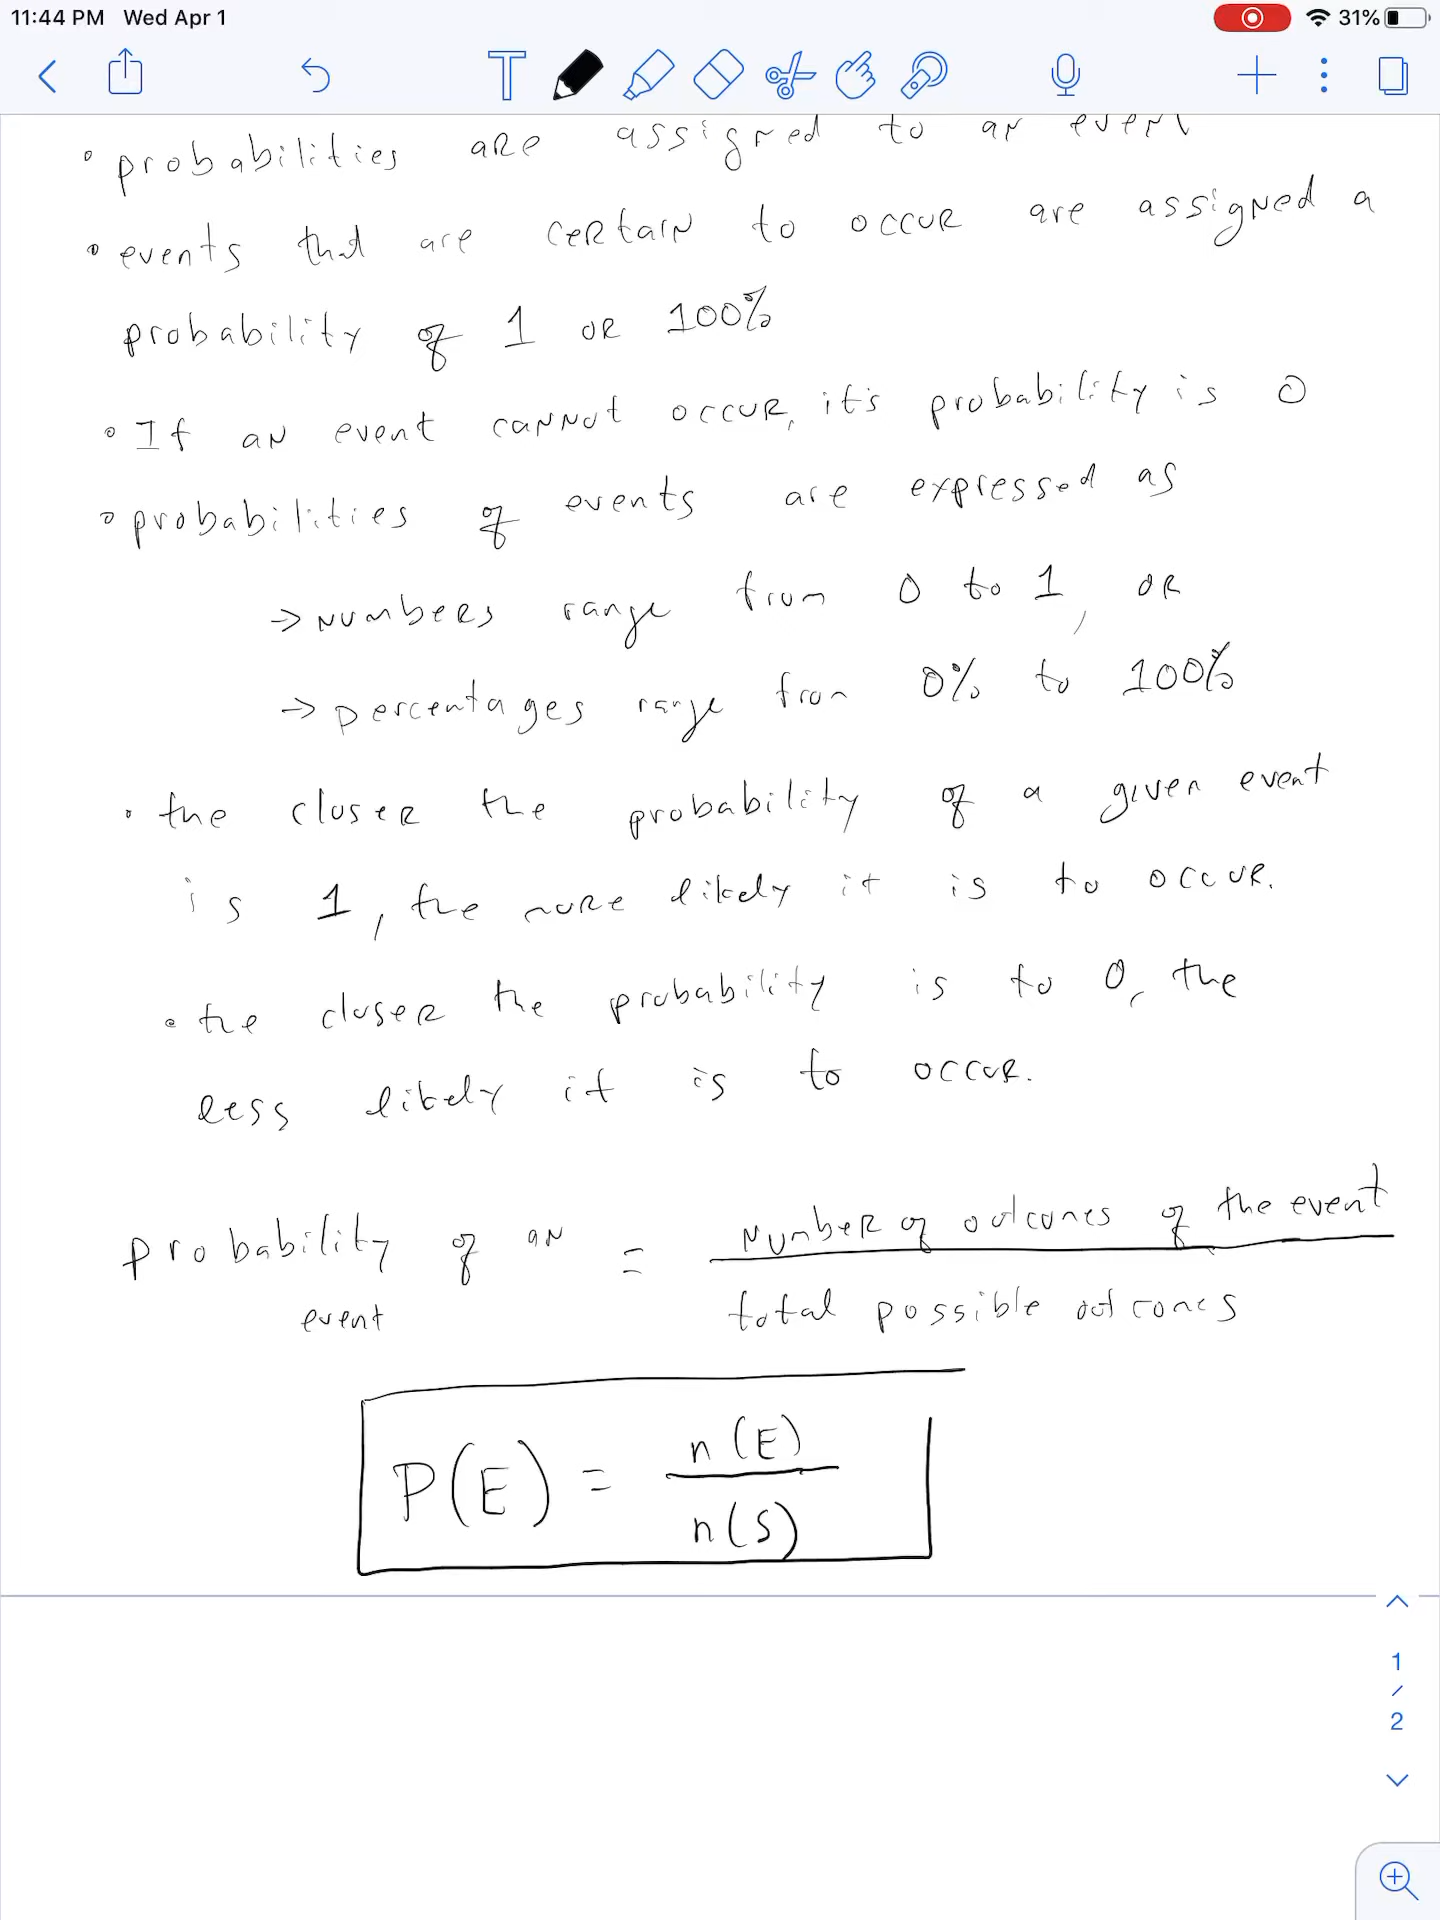 11:44 PM Wed Apr 1 31%
• probabilities are assigned to an event
• events that are certain to occur are assigned a
probability of 1 or 100%
• If an event cannot occur, it's probability is 0
• probabilities of events are expressed as
→ numbers range from 0 to 1, or
→ percentages range from 0% to 100%
• the closer the probability of a given event
is 1, the more likely it is to occur.
• the closer the probability is to 0, the
less likely it is to occur.
probability of an event = number of outcomes of the event
total possible outcomes
P(E) = n(E)
n(S)
1
/
2